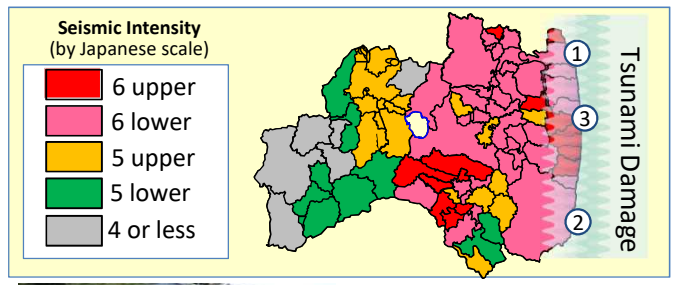 Seismic Intensity
(by Japanese scale)
6 upper
6 lower
5 upper
5 lower
4 or less
1
3
2
Tsunami Damage